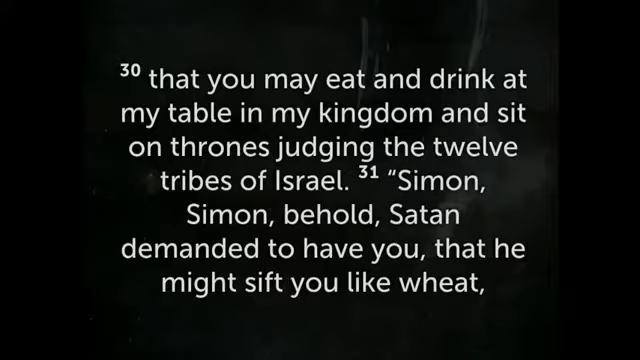 30 that you may eat and drink at
my table in my kingdom and sit
on thrones judging the twelve
tribes of Israel. 31 “Simon,
Simon, behold, Satan
demanded to have you, that he
might sift you like wheat,